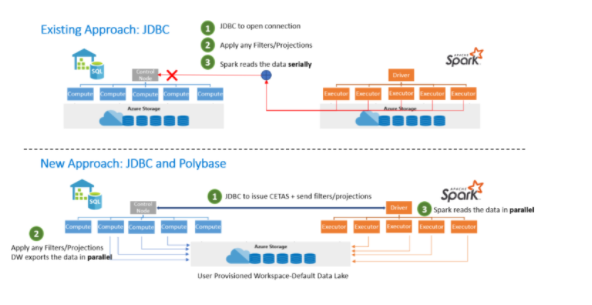 Existing Approach: JDBC
1 JDBC to open connection
2 Apply any Filters/Projections
3 Spark reads the data serially
SQL
Control Node
APACHE Spark
Driver
Compute Compute Compute Compute Compute
Executor Executor Executor Executor Executor
Azure Storage
Azure Storage
New Approach: JDBC and Polybase
SQL
Control Node
1 JDBC to issue CETAS + send filters/projections
APACHE Spark
Driver
3 Spark reads the data in parallel
Compute Compute Compute Compute Compute
Executor Executor Executor Executor Executor
2
Apply any Filters/Projections
DW exports the data in parallel
Azure Storage
User Provisioned Workspace-Default Data Lake